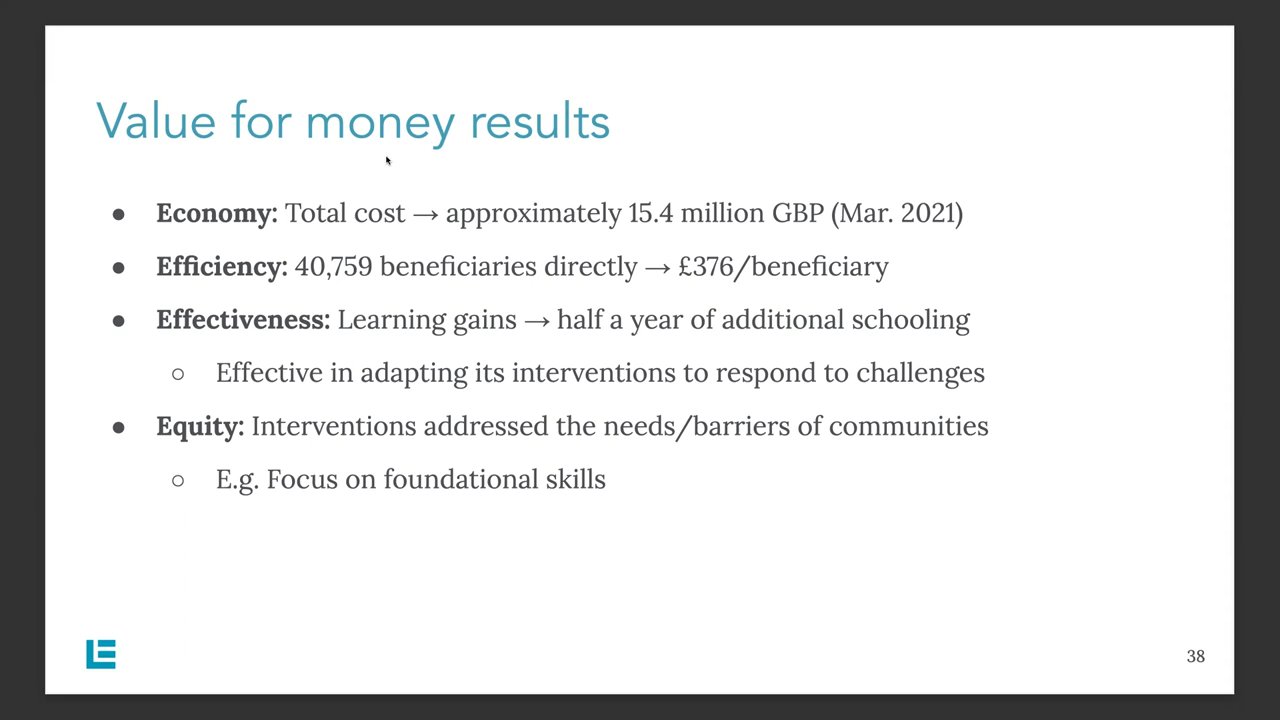 Value for money results
● Economy: Total cost → approximately 15.4 million GBP (Mar. 2021)
● Efficiency: 40,759 beneficiaries directly → £376/beneficiary
● Effectiveness: Learning gains → half a year of additional schooling
○ Effective in adapting its interventions to respond to challenges
● Equity: Interventions addressed the needs/barriers of communities
○ E.g. Focus on foundational skills
LE
38